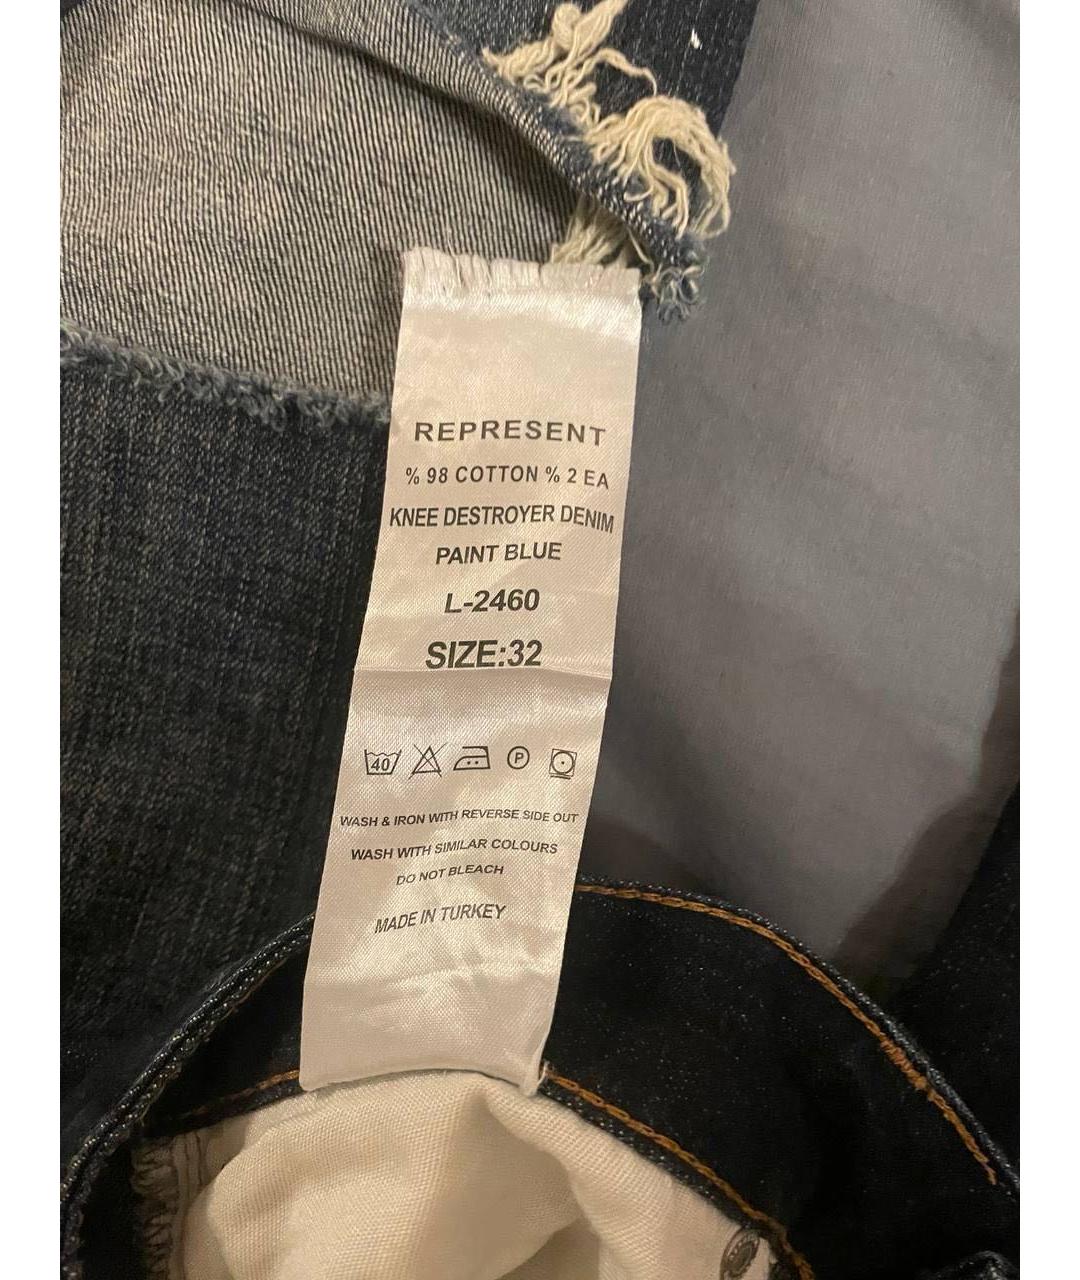 REPRESENT
% 98 COTTON % 2 EA
KNEE DESTROYER DENIM
PAINT BLUE
L-2460
SIZE:32
40 P
WASH & IRON WITH REVERSE SIDE OUT
WASH WITH SIMILAR COLOURS
DO NOT BLEACH
MADE IN TURKEY